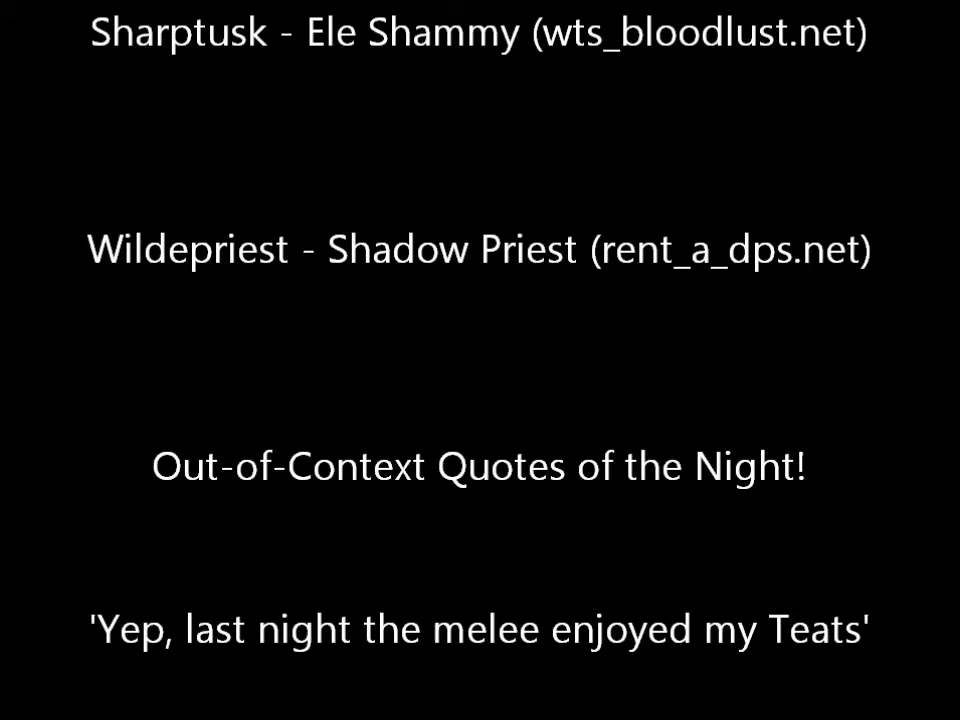 Sharptusk - Ele Shammy (wts_bloodlust.net)
Wildepriest - Shadow Priest (rent_a_dps.net)
Out-of-Context Quotes of the Night!
'Yep, last night the melee enjoyed my Teats'